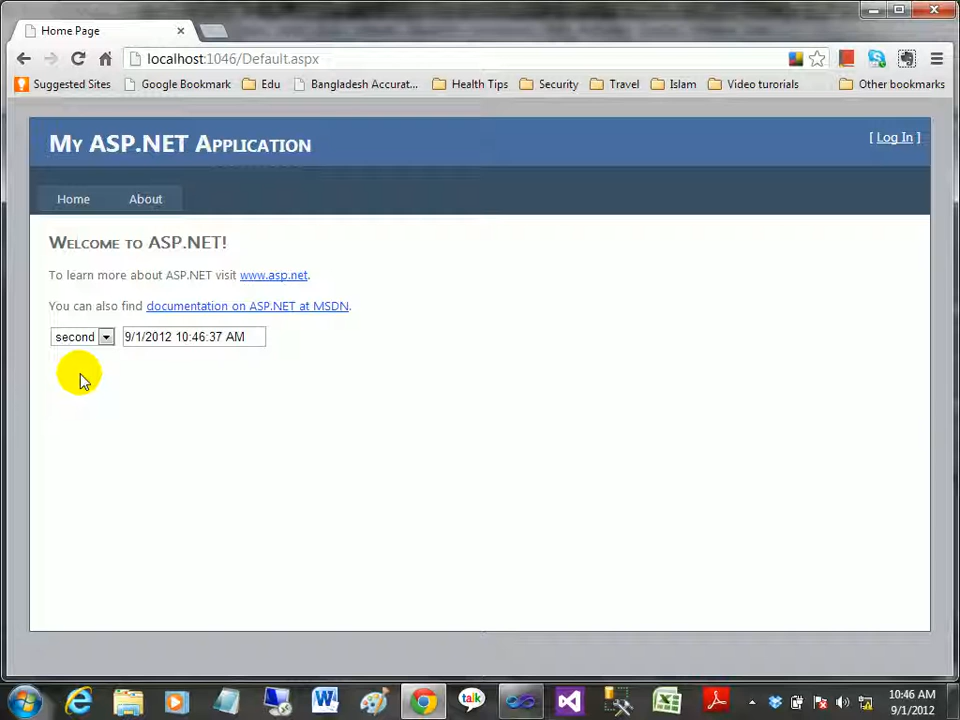 Home Page
localhost:1046/Default.aspx
Suggested Sites Google Bookmark Edu Bangladesh Accurat... Health Tips Security Travel Islam Video turorials Other bookmarks
My ASP.NET Application
[ Log In ]
Home About
Welcome to ASP.NET!
To learn more about ASP.NET visit www.asp.net.
You can also find documentation on ASP.NET at MSDN.
second 9/1/2012 10:46:37 AM
talk
10:46 AM
9/1/2012